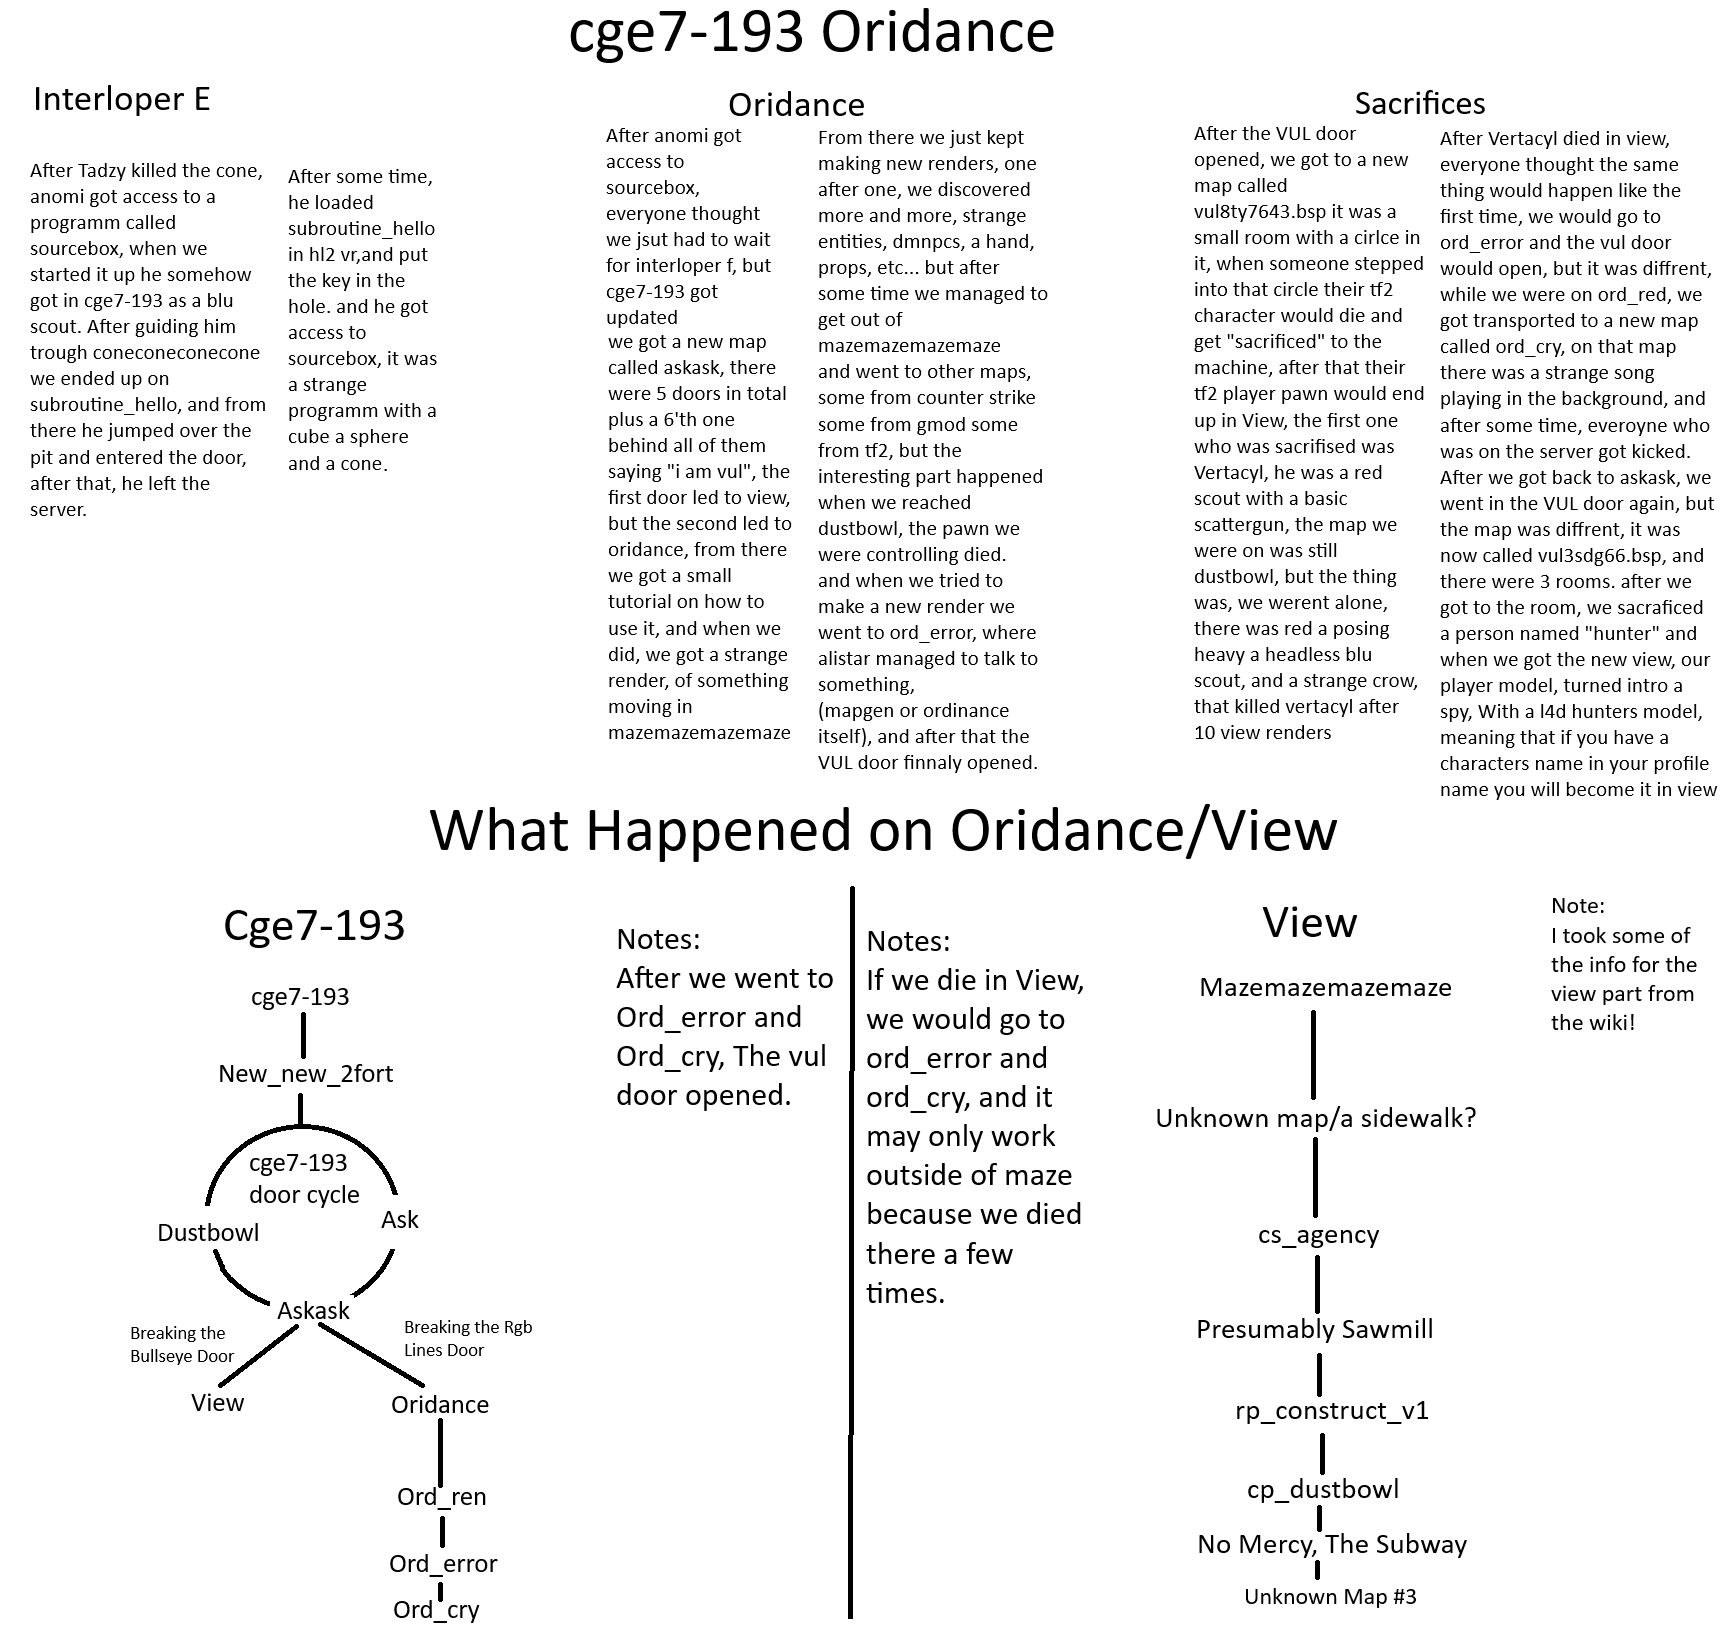 cge7-193 Oridance
Interloper E
After Tadzy killed the cone,
anomi got access to a
programm called
sourcebox, when we
started it up he somehow
got in cge7-193 as a blu
scout. After guiding him
trough coneconeconecone
we ended up on
subroutine_hello, and from
there he jumped over the
pit and entered the door,
after that, he left the
server.
After some time,
he loaded
subroutine_hello
in hl2 vr,and put
the key in the
hole. and he got
access to
sourcebox, it was
a strange
programm with a
cube a sphere
and a cone.
Oridance
After anomi got
access to
sourcebox,
everyone thought
we jsut had to wait
for interloper f, but
cge7-193 got
updated
we got a new map
called askask, there
were 5 doors in total
plus a 6'th one
behind all of them
saying "i am vul", the
first door led to view,
but the second led to
oridance, from there
we got a small
tutorial on how to
use it, and when we
did, we got a strange
render, of something
moving in
mazemazemazemaze
From there we just kept
making new renders, one
after one, we discovered
more and more, strange
entities, dmnpcs, a hand,
props, etc... but after
some time we managed to
get out of
mazemazemazemaze
and went to other maps,
some from counter strike
some from gmod some
from tf2, but the
interesting part happened
when we reached
dustbowl, the pawn we
were controlling died.
and when we tried to
make a new render we
went to ord_error, where
alistar managed to talk to
something,
(mapgen or ordinance
itself), and after that the
VUL door finnaly opened.
Sacrifices
After the VUL door
opened, we got to a new
map called
vul8ty7643.bsp it was a
small room with a cirlce in
it, when someone stepped
into that circle their tf2
character would die and
get "sacrificed" to the
machine, after that their
tf2 player pawn would end
up in View, the first one
who was sacrifised was
Vertacyl, he was a red
scout with a basic
scattergun, the map we
were on was still
dustbowl, but the thing
was, we werent alone,
there was red a posing
heavy a headless blu
scout, and a strange crow,
that killed vertacyl after
10 view renders
After Vertacyl died in view,
everyone thought the same
thing would happen like the
first time, we would go to
ord_error and the vul door
would open, but it was diffrent,
while we were on ord_red, we
got transported to a new map
called ord_cry, on that map
there was a strange song
playing in the background, and
after some time, everoyne who
was on the server got kicked.
After we got back to askask, we
went in the VUL door again, but
the map was diffrent, it was
now called vul3sdg66.bsp, and
there were 3 rooms. after we
got to the room, we sacraficed
a person named "hunter" and
when we got the new view, our
player model, turned intro a
spy, With a l4d hunters model,
meaning that if you have a
characters name in your profile
name you will become it in view
What Happened on Oridance/View
Cge7-193
cge7-193
New_new_2fort
cge7-193
door cycle
Dustbowl
Ask
Askask
Breaking the
Bullseye Door
Breaking the Rgb
Lines Door
View
Oridance
Ord_ren
Ord_error
Ord_cry
Notes:
After we went to
Ord_error and
Ord_cry, The vul
door opened.
Notes:
If we die in View,
we would go to
ord_error and
ord_cry, and it
may only work
outside of maze
because we died
there a few
times.
View
Mazemazemazemaze
Unknown map/a sidewalk?
cs_agency
Presumably Sawmill
rp_construct_v1
cp_dustbowl
No Mercy, The Subway
Unknown Map #3
Note:
I took some of
the info for the
view part from
the wiki!